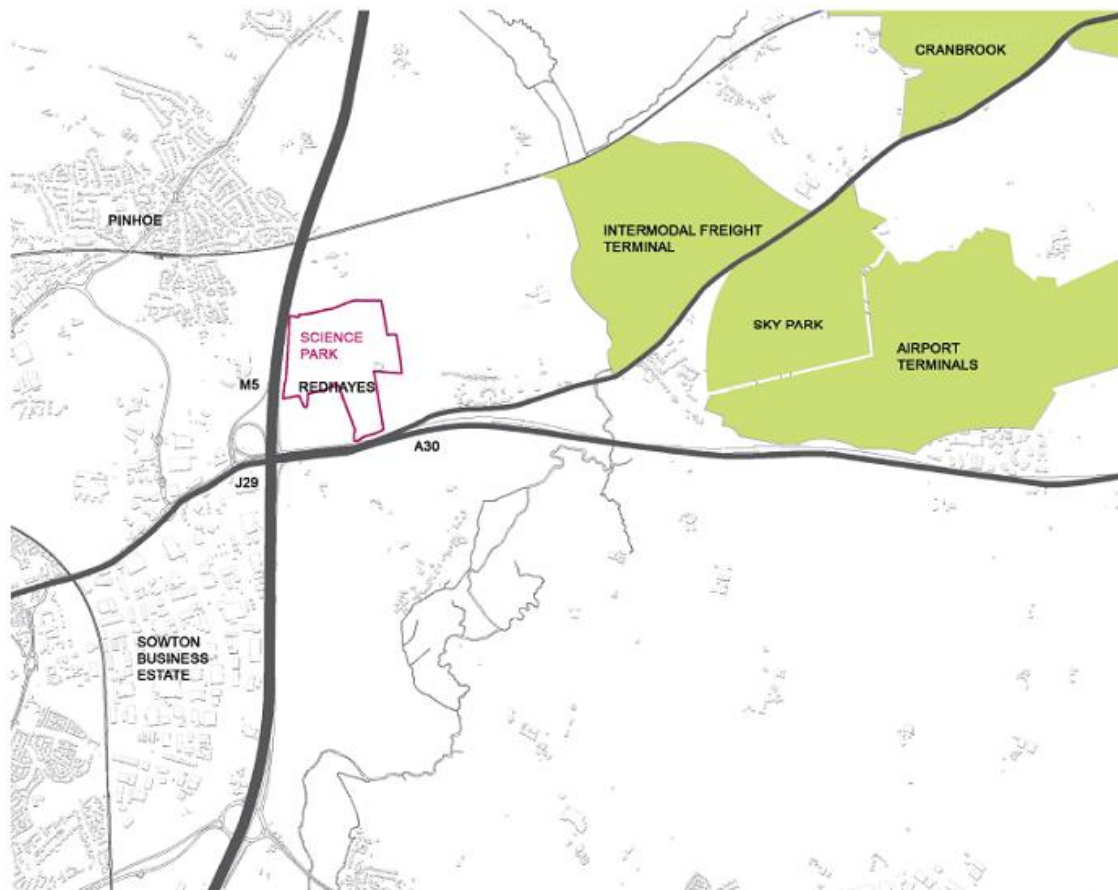 CRANBROOK
PINHOE
INTERMODAL FREIGHT
TERMINAL
SKY PARK
AIRPORT
TERMINALS
SCIENCE
PARK
REDHAYES
M5
A30
J29
SOWTON
BUSINESS
ESTATE